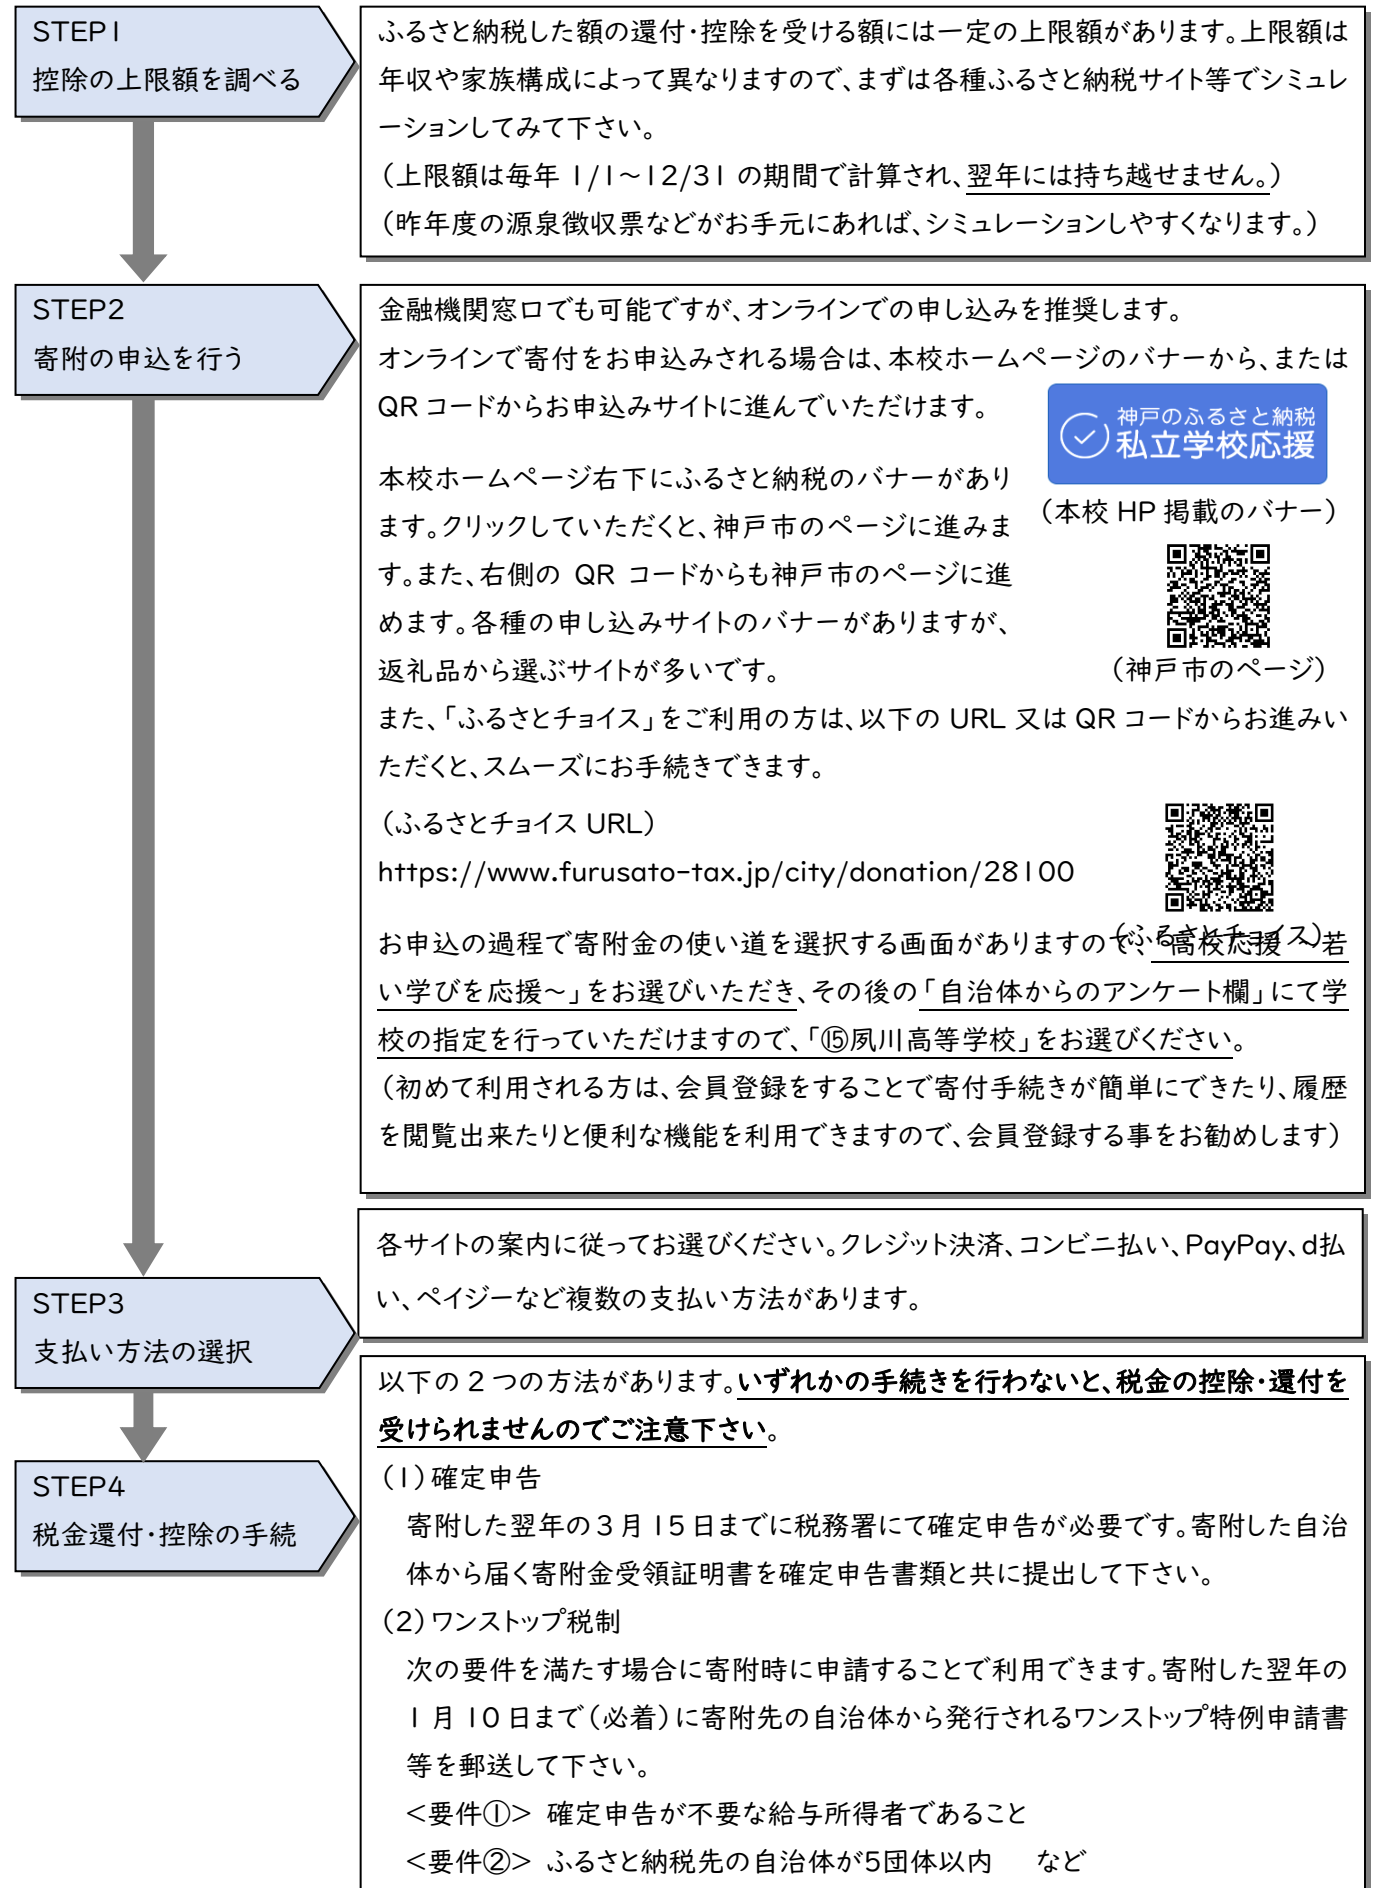 STEP1
控除の上限額を調べる
ふるさと納税した額の還付・控除を受ける額には一定の上限額があります。上限額は
年収や家族構成によって異なりますので、まずは各種ふるさと納税サイト等でシミュレ
ーションしてみて下さい。
（上限額は毎年 1/1～12/31 の期間で計算され、翌年には持ち越せません。）
（昨年度の源泉徴収票などがお手元にあれば、シミュレーションしやすくなります。）
STEP2
寄附の申込を行う
金融機関窓口でも可能ですが、オンラインでの申し込みを推奨します。
オンラインで寄付をお申込みされる場合は、本校ホームページのバナーから、または
QR コードからお申込みサイトに進んでいただけます。
神戸のふるさと納税
私立学校応援
（本校 HP 掲載のバナー）
本校ホームページ右下にふるさと納税のバナーがあり
ます。クリックしていただくと、神戸市のページに進みま
す。また、右側の QR コードからも神戸市のページに進
めます。各種の申し込みサイトのバナーがありますが、
返礼品から選ぶサイトが多いです。
（神戸市のページ）
また、「ふるさとチョイス」をご利用の方は、以下の URL 又は QR コードからお進みい
ただくと、スムーズにお手続きできます。
（ふるさとチョイス URL）
https://www.furusato-tax.jp/city/donation/28100
（ふるさとチョイス）
お申込の過程で寄附金の使い道を選択する画面がありますので、「高校応援 ～若
い学びを応援～」をお選びいただき、その後の「自治体からのアンケート欄」にて学
校の指定を行っていただけますので、「⑮夙川高等学校」をお選びください。
（初めて利用される方は、会員登録をすることで寄付手続きが簡単にできたり、履歴
を閲覧出来たりと便利な機能を利用できますので、会員登録する事をお勧めします）
STEP3
支払い方法の選択
各サイトの案内に従ってお選びください。クレジット決済、コンビニ払い、PayPay、d払
い、ペイジーなど複数の支払い方法があります。
STEP4
税金還付・控除の手続
以下の 2 つの方法があります。いずれかの手続きを行わないと、税金の控除・還付を
受けられませんのでご注意下さい。
（1）確定申告
寄附した翌年の3月15日までに税務署にて確定申告が必要です。寄附した自治
体から届く寄附金受領証明書を確定申告書類と共に提出して下さい。
（2）ワンストップ税制
次の要件を満たす場合に寄附時に申請することで利用できます。寄附した翌年の
1月10日まで（必着）に寄附先の自治体から発行されるワンストップ特例申請書
等を郵送して下さい。
＜要件①＞ 確定申告が不要な給与所得者であること
＜要件②＞ ふるさと納税先の自治体が5団体以内 など